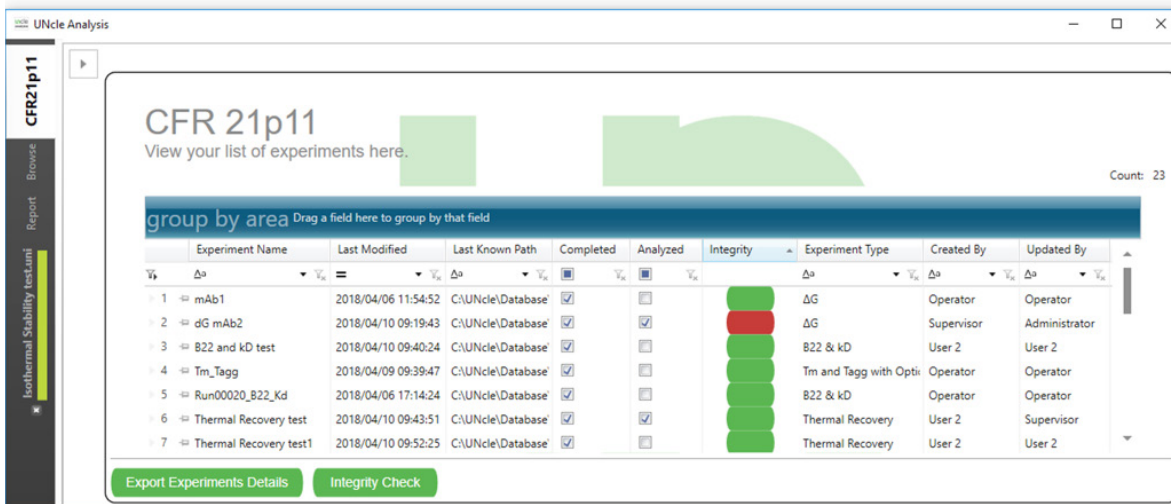 UNcle Analysis
CFR21p11
Browse
Report
Isothermal Stability test.uni
CFR 21p11
View your list of experiments here.
Count: 23
group by area Drag a field here to group by that field
Experiment Name Last Modified Last Known Path Completed Analyzed Integrity Experiment Type Created By Updated By
1 mAb1 2018/04/06 11:54:52 C:\UNcle\Database\ ΔG Operator Operator
2 dG mAb2 2018/04/10 09:19:43 C:\UNcle\Database\ ΔG Supervisor Administrator
3 B22 and kD test 2018/04/10 09:40:24 C:\UNcle\Database\ B22 & kD User 2 User 2
4 Tm_Tagg 2018/04/09 09:39:47 C:\UNcle\Database\ Tm and Tagg with Optio Operator Operator
5 Run00020_B22_Kd 2018/04/06 17:14:24 C:\UNcle\Database\ B22 & kD Operator Operator
6 Thermal Recovery test 2018/04/10 09:43:51 C:\UNcle\Database\ Thermal Recovery User 2 Supervisor
7 Thermal Recovery test1 2018/04/10 09:52:25 C:\UNcle\Database\ Thermal Recovery User 2 User 2
Export Experiments Details Integrity Check